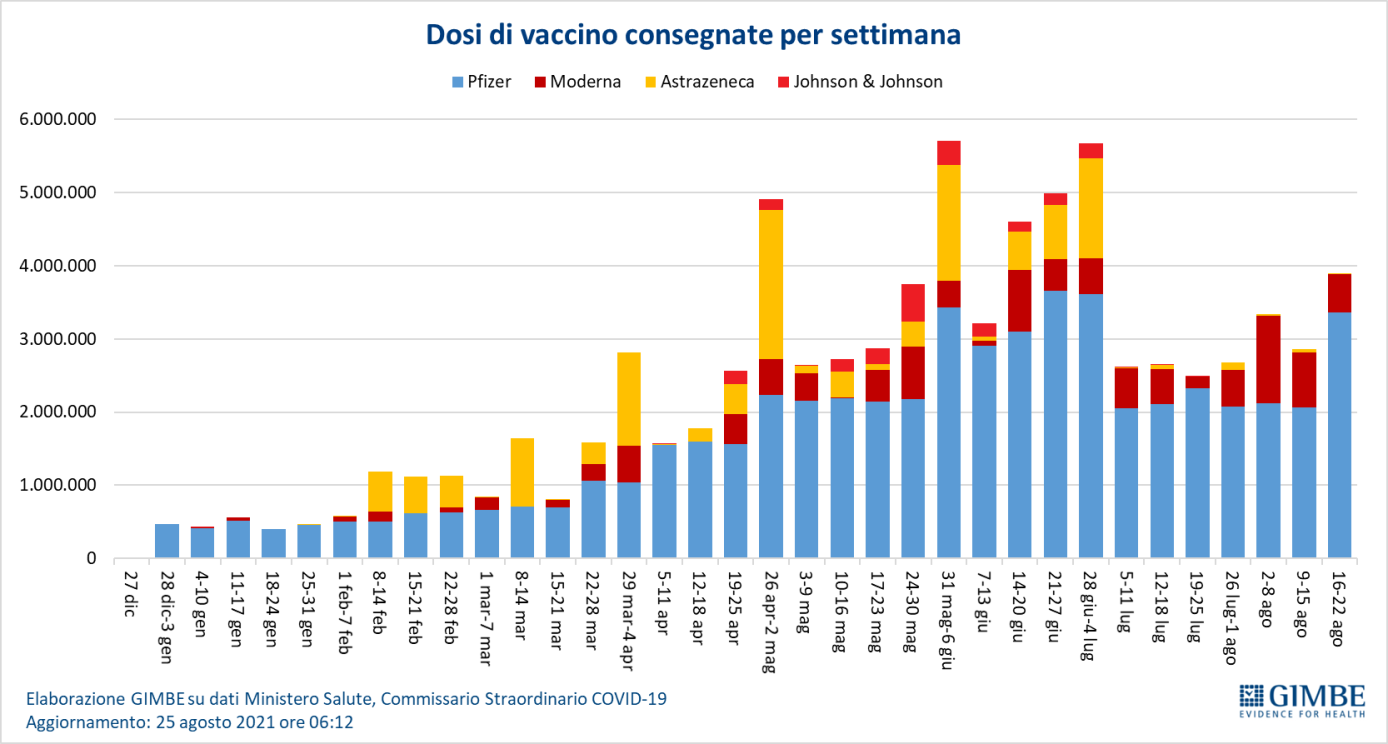 Dosi di vaccino consegnate per settimana
Pfizer Moderna Astrazeneca Johnson & Johnson
6.000.000
5.000.000
4.000.000
3.000.000
2.000.000
1.000.000
0
27 dic
28 dic-3 gen
4-10 gen
11-17 gen
18-24 gen
25-31 gen
1 feb-7 feb
8-14 feb
15-21 feb
22-28 feb
1 mar-7 mar
8-14 mar
15-21 mar
22-28 mar
29 mar-4 apr
5-11 apr
12-18 apr
19-25 apr
26 apr-2 mag
3-9 mag
10-16 mag
17-23 mag
24-30 mag
31 mag-6 giu
7-13 giu
14-20 giu
21-27 giu
28 giu-4 lug
5-11 lug
12-18 lug
19-25 lug
26 lug-1 ago
2-8 ago
9-15 ago
16-22 ago
Elaborazione GIMBE su dati Ministero Salute, Commissario Straordinario COVID-19
Aggiornamento: 25 agosto 2021 ore 06:12
GIMBE
EVIDENCE FOR HEALTH